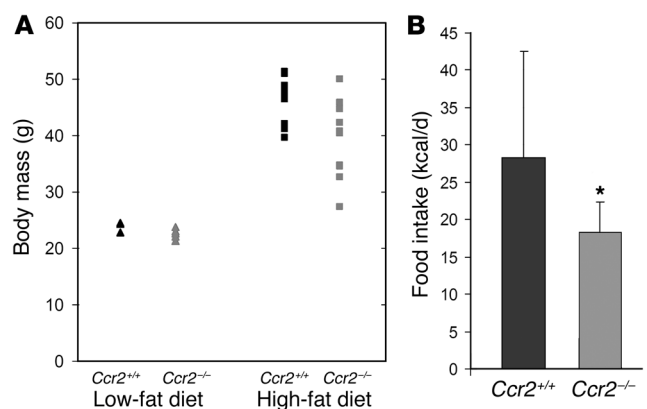 A
Body mass (g)
60
50
40
30
20
10
0
Ccr2+/+ Ccr2−/− Ccr2+/+ Ccr2−/−
Low-fat diet High-fat diet
B
Food intake (kcal/d)
45
40
35
30
25
20
15
10
5
0
*
Ccr2+/+ Ccr2−/−